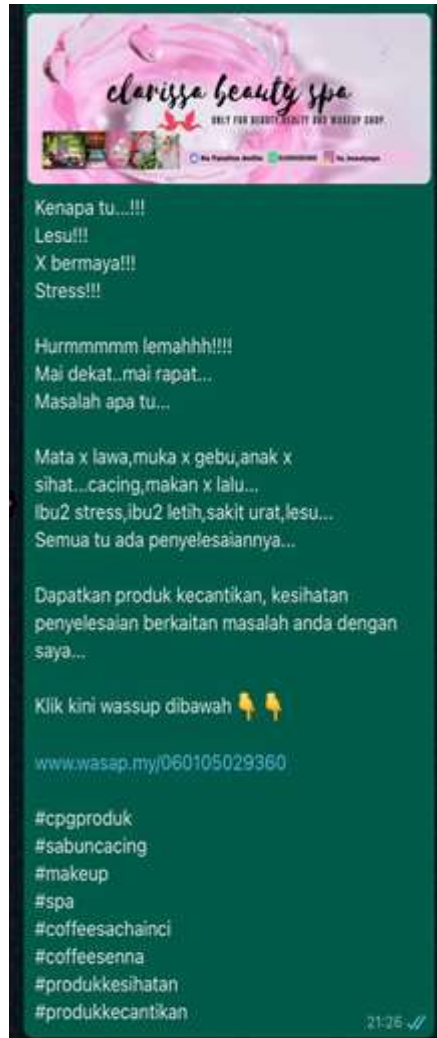 clarissa beauty spa
ONLY FOR BEAUTY, BEAUTY AND MAKEUP SHOP
Kenapa tu...!!!
Lesu!!!
X bermaya!!!
Stress!!!
Hurmmmmm lemahhh!!!!
Mai dekat..mai rapat...
Masalah apa tu...
Mata x lawa,muka x gebu,anak x
sihat...cacing,makan x lalu...
Ibu2 stress,ibu2 letih,sakit urat,lesu...
Semua tu ada penyelesaiannya...
Dapatkan produk kecantikan, kesihatan
penyelesaian berkaitan masalah anda dengan
saya...
Klik kini wassup dibawah 👇 👇
www.wasap.my/060105029360
#cpgproduk
#sabuncacing
#makeup
#spa
#coffeesachainci
#coffeesenna
#produkkesihatan
#produkkecantikan
21:26